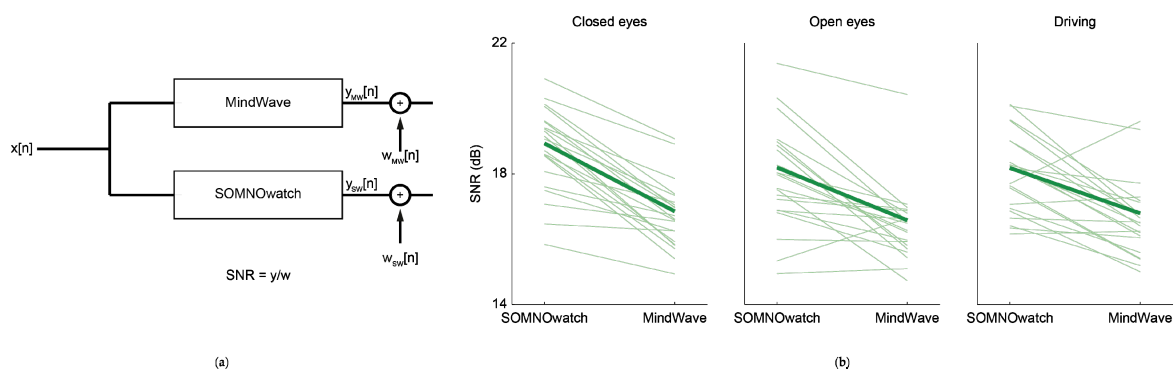 (a)
x[n]
MindWave
y_MW[n]
+
w_MW[n]
SOMNOwatch
y_SW[n]
+
w_SW[n]
SNR = y/w
Closed eyes
Open eyes
Driving
22
18
14
SNR (dB)
SOMNOwatch MindWave
SOMNOwatch MindWave
SOMNOwatch MindWave
(a)
(b)